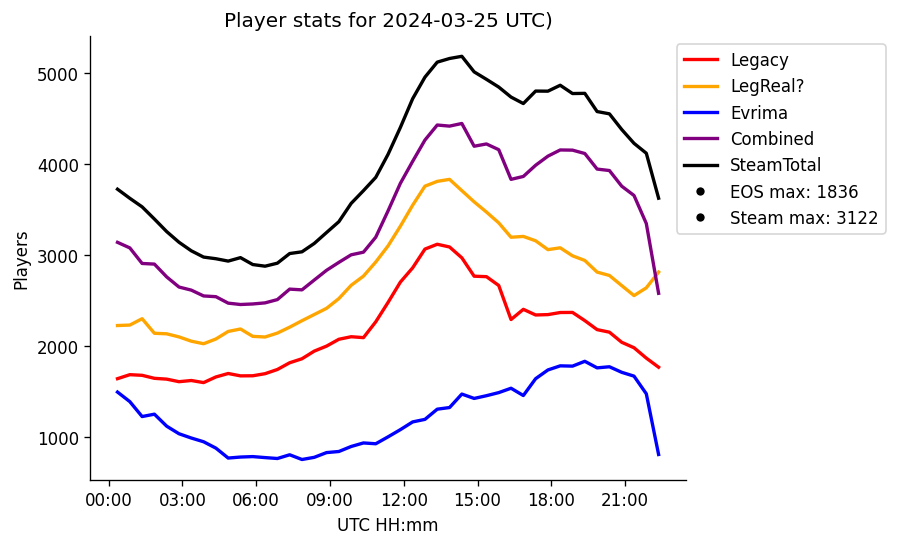 Player stats for 2024-03-25 UTC)
Legacy
LegReal?
Evrima
Combined
SteamTotal
EOS max: 1836
Steam max: 3122
Players
5000
4000
3000
2000
1000
00:00 03:00 06:00 09:00 12:00 15:00 18:00 21:00
UTC HH:mm